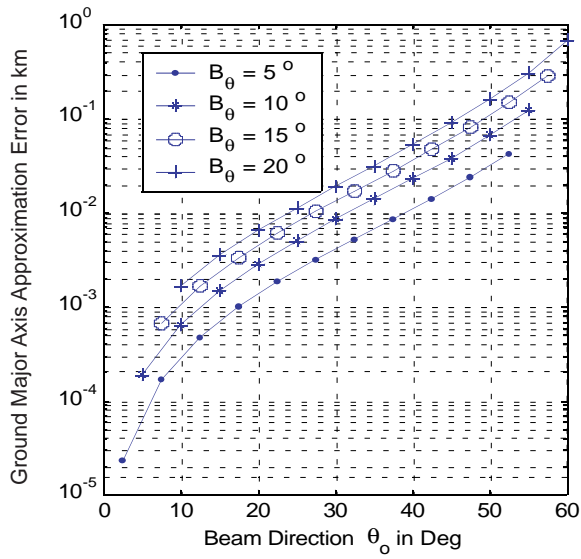 Ground Major Axis Approximation Error in km
10^0
10^-1
10^-2
10^-3
10^-4
10^-5
B_θ = 5 °
B_θ = 10 °
B_θ = 15 °
B_θ = 20 °
0 10 20 30 40 50 60
Beam Direction θ_o in Deg